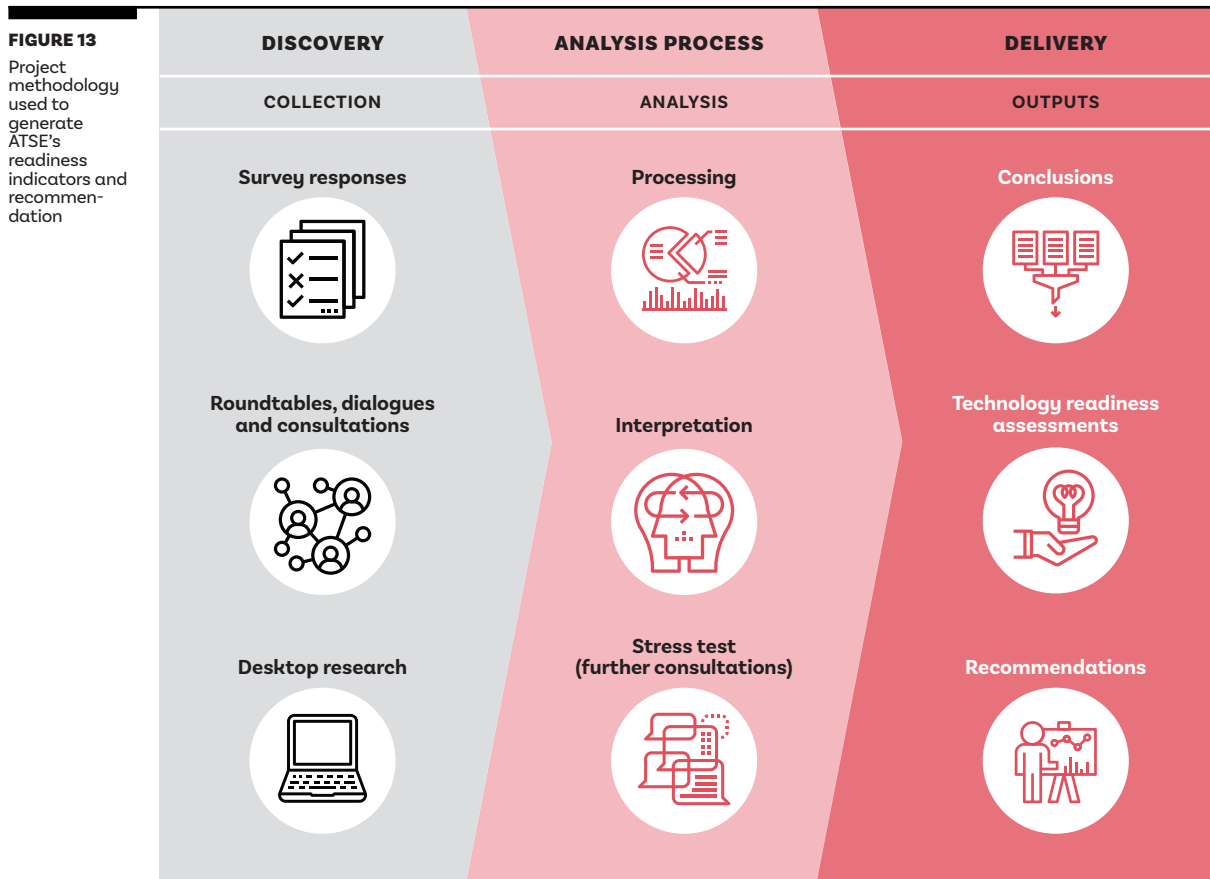 FIGURE 13
Project
methodology
used to
generate
ATSE's
readiness
indicators and
recommen-
dation
DISCOVERY
ANALYSIS PROCESS
DELIVERY
COLLECTION
ANALYSIS
OUTPUTS
Survey responses
Processing
Conclusions
Roundtables, dialogues
and consultations
Interpretation
Technology readiness
assessments
Desktop research
Stress test
(further consultations)
Recommendations